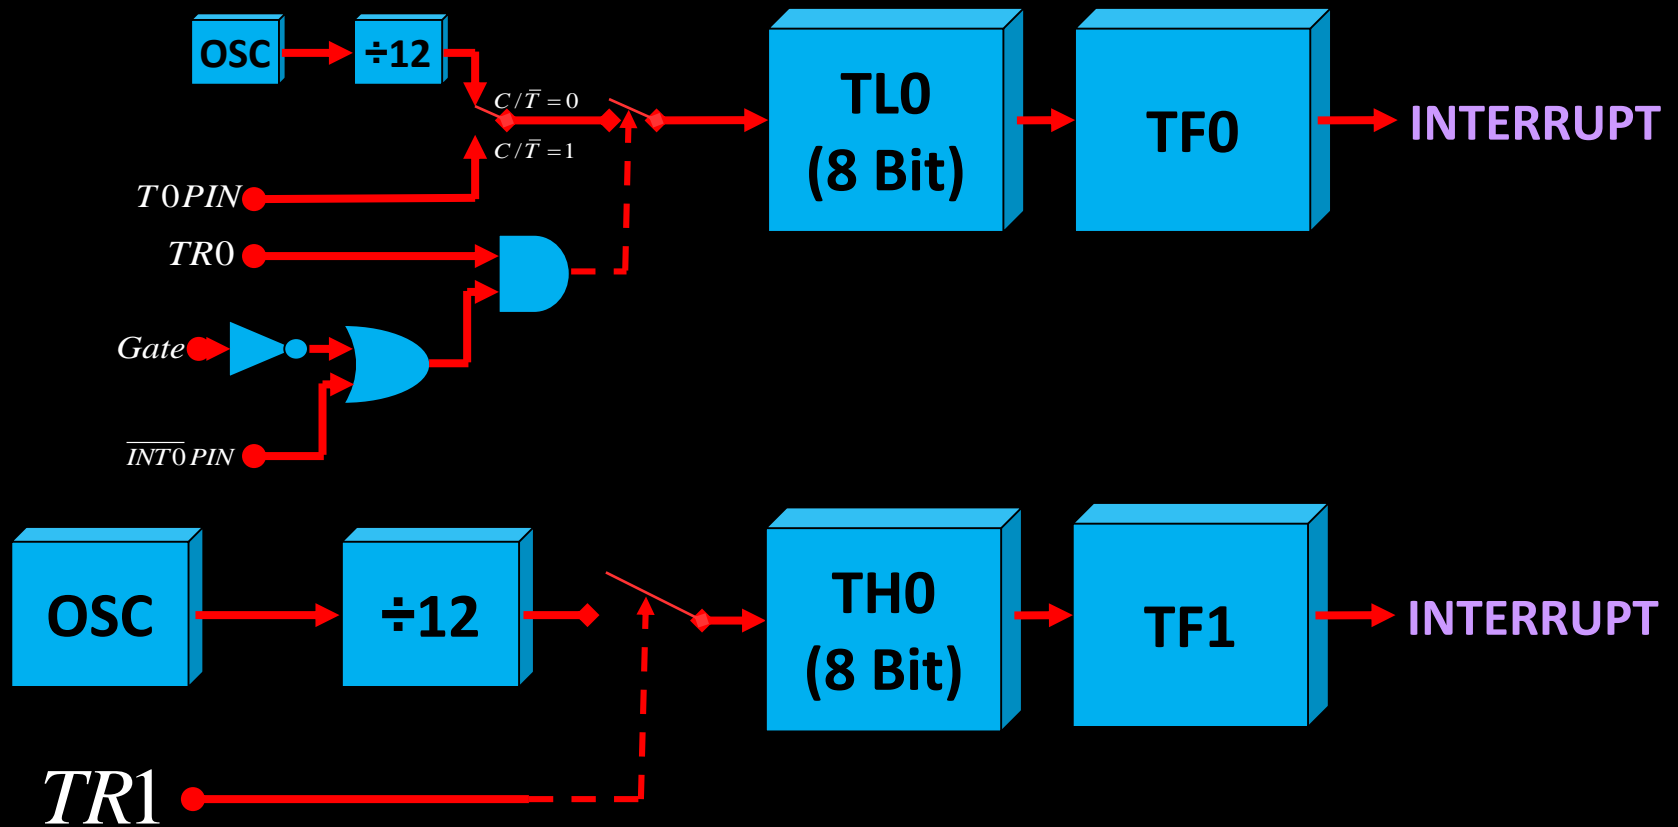 OSC
÷12
C / T̅ = 0
C / T̅ = 1
T0PIN
TR0
Gate
I̅N̅T̅0̅ PIN
TL0
(8 Bit)
TF0
INTERRUPT
OSC
÷12
TR1
TH0
(8 Bit)
TF1
INTERRUPT